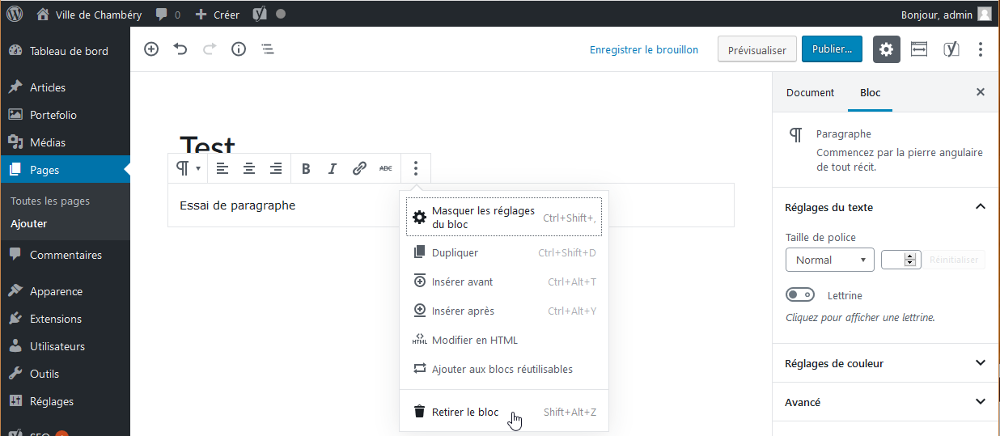 Ville de Chambéry
0
Créer
Bonjour, admin
Tableau de bord
Articles
Portefolio
Médias
Pages
Toutes les pages
Ajouter
Commentaires
Apparence
Extensions
Utilisateurs
Outils
Réglages
Enregistrer le brouillon
Prévisualiser
Publier...
Test
B
I
ABC
Essai de paragraphe
Masquer les réglages
du bloc
Ctrl+Shift+,
Dupliquer Ctrl+Shift+D
Insérer avant Ctrl+Alt+T
Insérer après Ctrl+Alt+Y
HTML Modifier en HTML
Ajouter aux blocs réutilisables
Retirer le bloc Shift+Alt+Z
Document
Bloc
Paragraphe
Commencez par la pierre angulaire
de tout récit.
Réglages du texte
Taille de police
Normal
Réinitialiser
Lettrine
Cliquez pour afficher une lettrine.
Réglages de couleur
Avancé